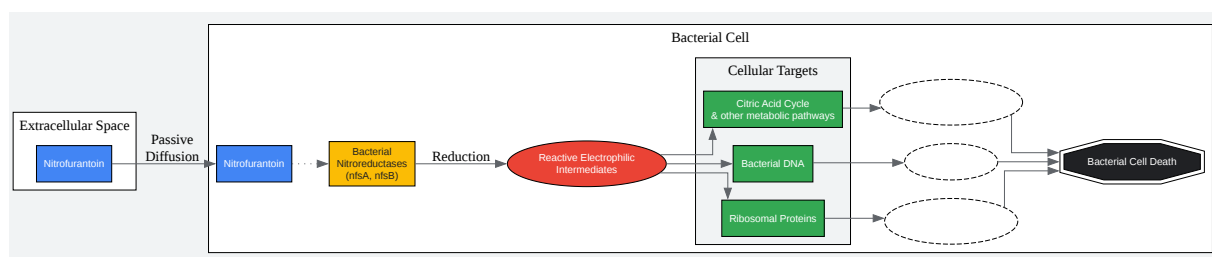 Bacterial Cell
Extracellular Space
Nitrofurantoin
Passive
Diffusion
Nitrofurantoin
Bacterial
Nitroreductases
(nfsA, nfsB)
Reduction
Reactive Electrophilic
Intermediates
Cellular Targets
Citric Acid Cycle
& other metabolic pathways
Bacterial DNA
Ribosomal Proteins
Bacterial Cell Death